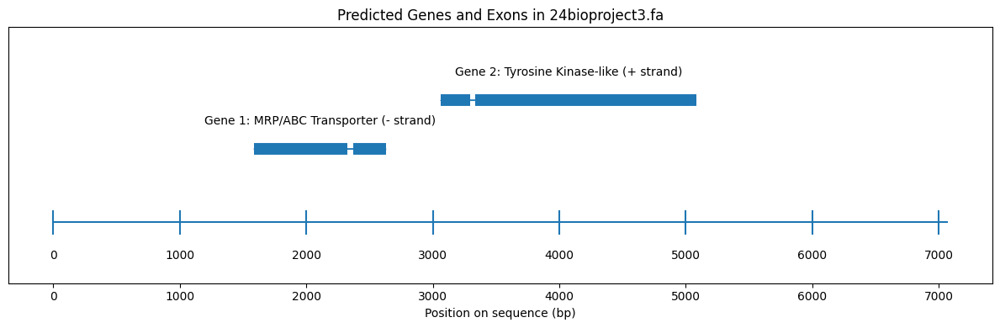 Predicted Genes and Exons in 24bioproject3.fa
Gene 2: Tyrosine Kinase-like (+ strand)
Gene 1: MRP/ABC Transporter (- strand)
0 1000 2000 3000 4000 5000 6000 7000
0 1000 2000 3000 4000 5000 6000 7000
Position on sequence (bp)